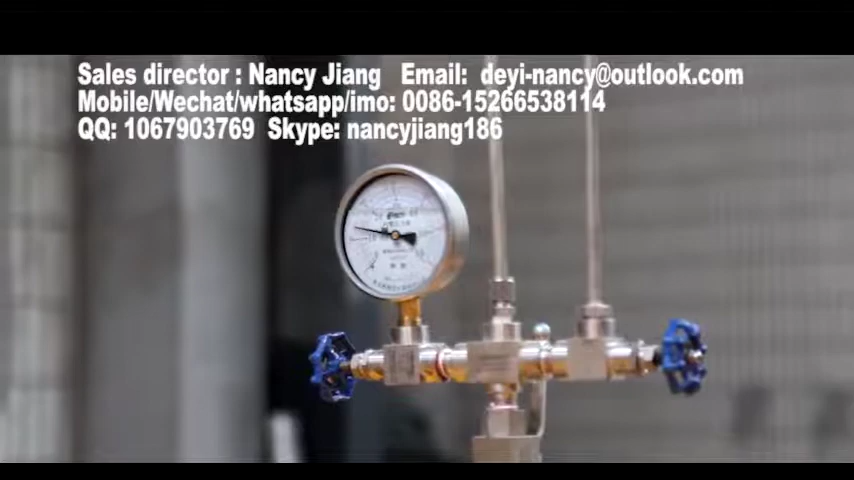 Sales director : Nancy Jiang   Email:  deyi-nancy@outlook.com
Mobile/Wechat/whatsapp/imo: 0086-15266538114
QQ: 1067903769  Skype: nancyjiang186